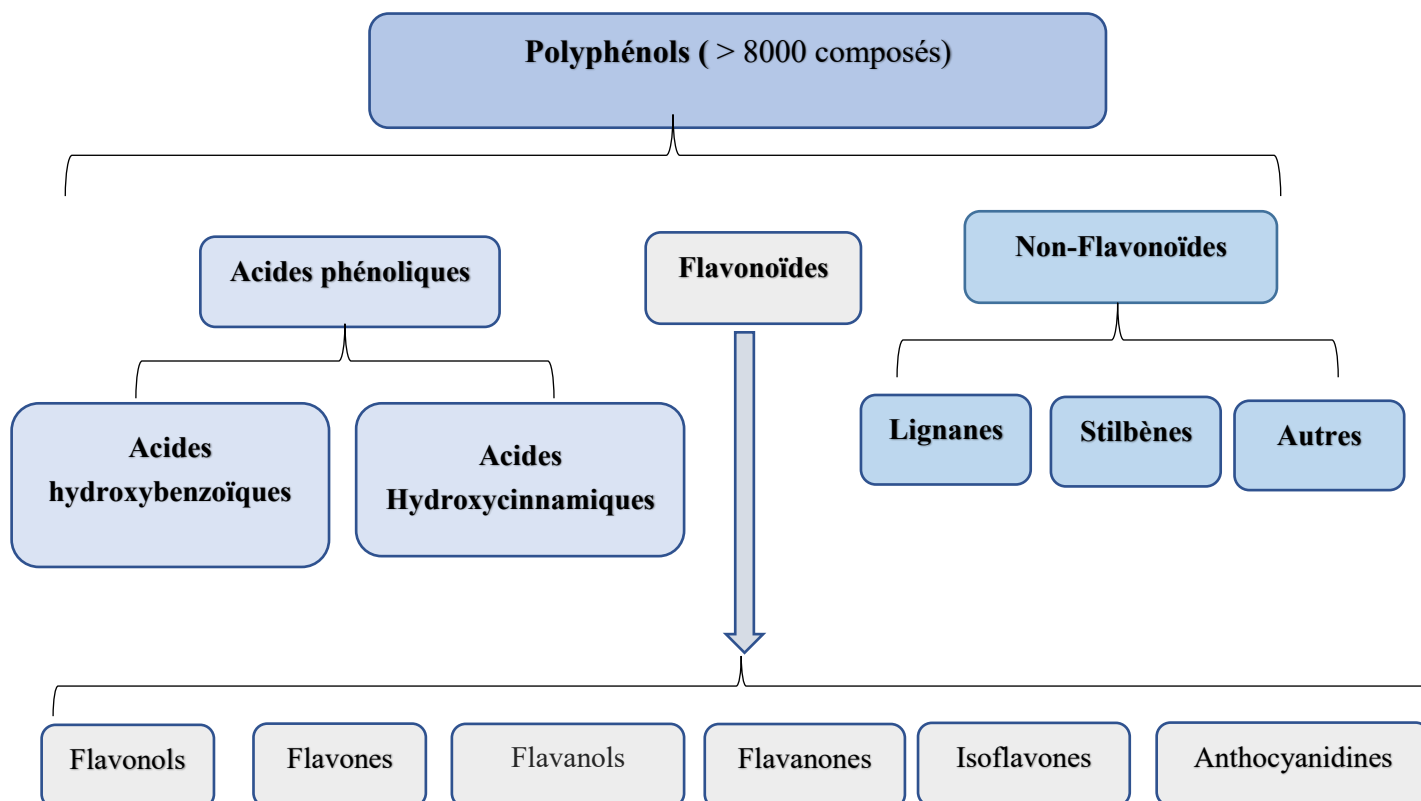 Polyphénols ( > 8000 composés)
Acides phéноliques
Flavonoïdes
Non-Flavonoïdes
Acides
hydroxybenzoïques
Acides
Hydroxycinnamiques
Lignanes
Stilbènes
Autres
Flavonols
Flavones
Flavanols
Flavanones
Isoflavones
Anthocyanidines